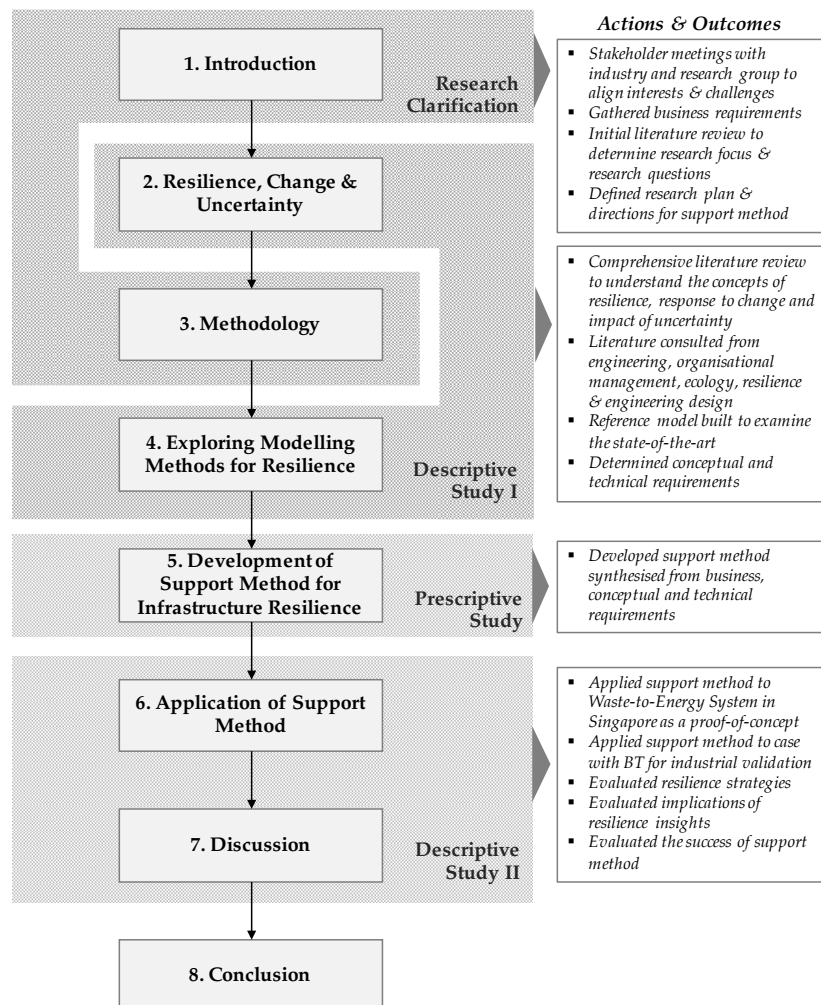 Actions & Outcomes
1. Introduction
Research
Clarification
▪ Stakeholder meetings with
industry and research group to
align interests & challenges
▪ Gathered business requirements
▪ Initial literature review to
determine research focus &
research questions
▪ Defined research plan &
directions for support method
2. Resilience, Change &
Uncertainty
3. Methodology
4. Exploring Modelling
Methods for Resilience
Descriptive
Study I
▪ Comprehensive literature review
to understand the concepts of
resilience, response to change and
impact of uncertainty
▪ Literature consulted from
engineering, organisational
management, ecology, resilience
& engineering design
▪ Reference model built to examine
the state-of-the-art
▪ Determined conceptual and
technical requirements
5. Development of
Support Method for
Infrastructure Resilience
Prescriptive
Study
▪ Developed support method
synthesised from business,
conceptual and technical
requirements
6. Application of Support
Method
7. Discussion
Descriptive
Study II
▪ Applied support method to
Waste-to-Energy System in
Singapore as a proof-of-concept
▪ Applied support method to case
with BT for industrial validation
▪ Evaluated resilience strategies
▪ Evaluated implications of
resilience insights
▪ Evaluated the success of support
method
8. Conclusion